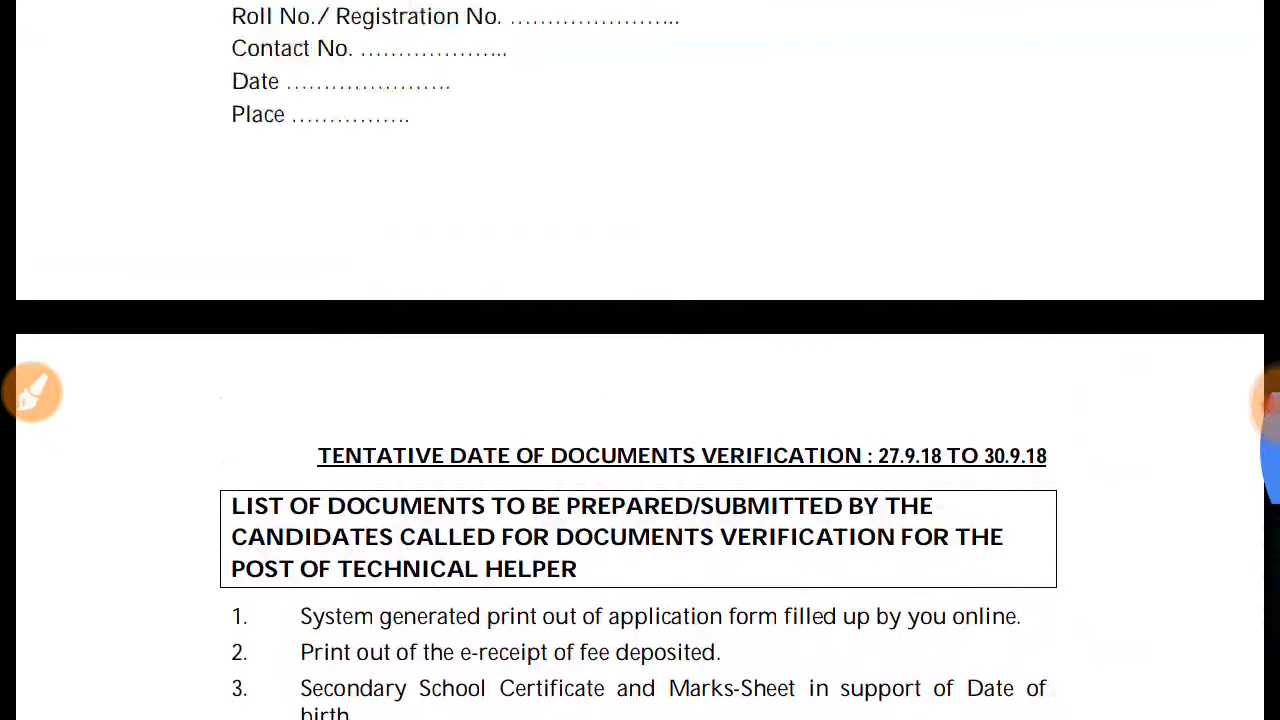 Roll No./ Registration No. …………………..
Contact No. ………………..
Date ………………….
Place …………….
TENTATIVE DATE OF DOCUMENTS VERIFICATION : 27.9.18 TO 30.9.18
LIST OF DOCUMENTS TO BE PREPARED/SUBMITTED BY THE
CANDIDATES CALLED FOR DOCUMENTS VERIFICATION FOR THE
POST OF TECHNICAL HELPER
1. System generated print out of application form filled up by you online.
2. Print out of the e-receipt of fee deposited.
3. Secondary School Certificate and Marks-Sheet in support of Date of
birth